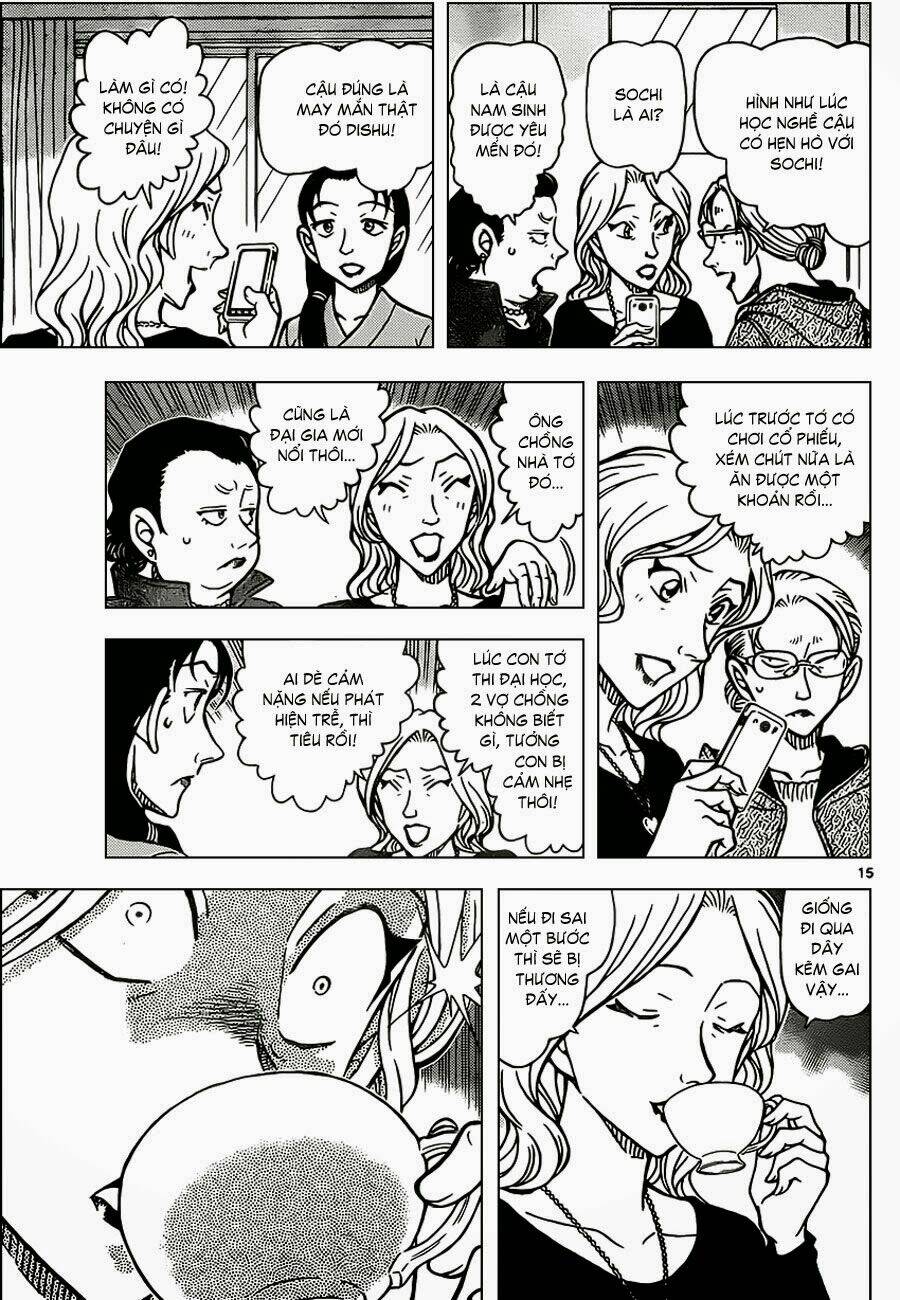 HÌNH NHƯ LÚC
HỌC NGHỀ CẬU
CÓ HẸN HÒ VỚI
SOCHI!
SOCHI
LÀ AI?
LÀ CẬU
NAM SINH
ĐƯỢC YÊU
MẾN ĐÓ!
CẬU ĐÚNG LÀ
MAY MẮN THẬT
ĐÓ DISHU!
LÀM GÌ CÓ!
KHÔNG CÓ
CHUYỆN GÌ
ĐÂU!
LÚC TRƯỚC TỚ CÓ
CHƠI CỔ PHIẾU,
XÉM CHÚT NỮA LÀ
ĂN ĐƯỢC MỘT
KHOẢN RỒI...
ÔNG
CHỒNG
NHÀ TỚ
ĐÓ...
CŨNG LÀ
ĐẠI GIA MỚI
NỔI THÔI...
LÚC CON TỚ
THI ĐẠI HỌC,
2 VỢ CHỒNG
KHÔNG BIẾT
GÌ, TƯỞNG
CON BỊ
CẢM NHẸ
THÔI!
AI DÈ CẢM
NẶNG NẾU PHÁT
HIỆN TRỄ, THÌ
TIÊU RỒI!
15
GIỐNG
ĐI QUA
DÂY
KẼM GAI
VẬY...
NẾU ĐI SAI
MỘT BƯỚC
THÌ SẼ BỊ
THƯƠNG
ĐẤY...